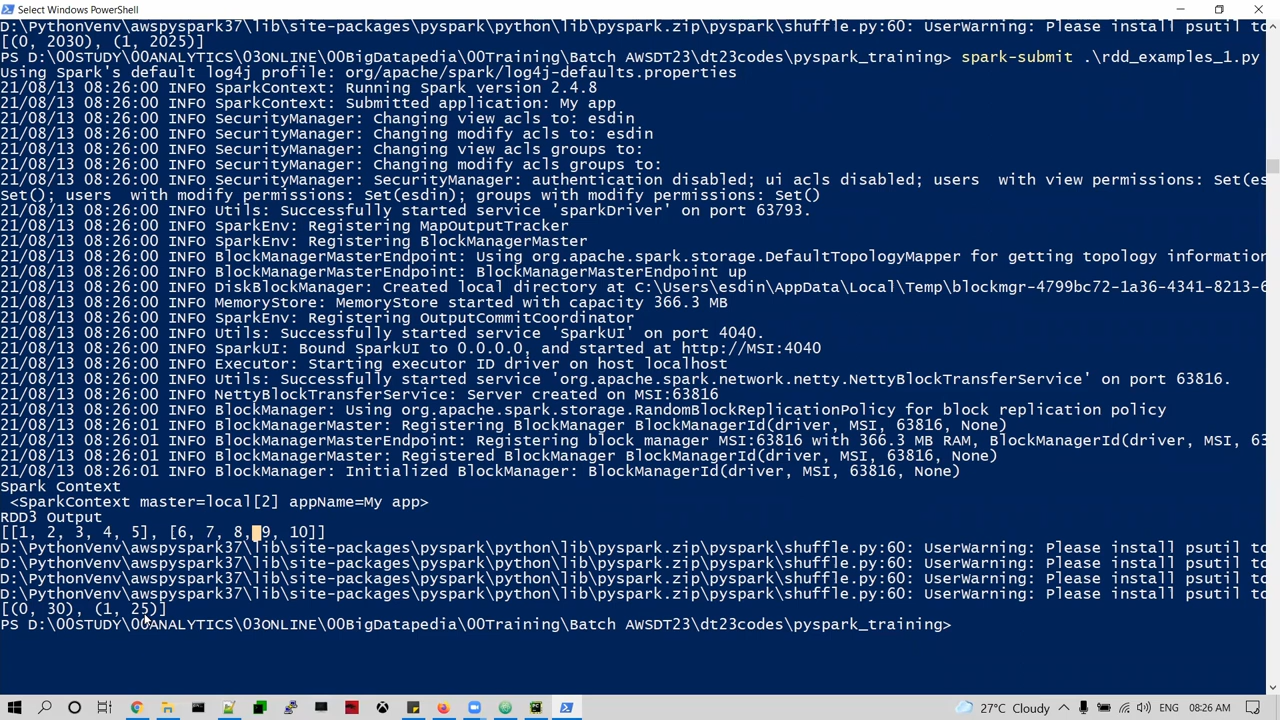 Select Windows PowerShell
D:\PythonVenv\awspyspark37\lib\site-packages\pyspark\python\lib\pyspark.zip\pyspark\shuffle.py:60: UserWarning: Please install psutil to
[(0, 2030), (1, 2025)]
PS D:\00STUDY\00ANALYTICS\03ONLINE\00BigDatapedia\00Training\Batch AWSDT23\dt23codes\pyspark_training> spark-submit .\rdd_examples_1.py
Using Spark's default log4j profile: org/apache/spark/log4j-defaults.properties
21/08/13 08:26:00 INFO SparkContext: Running Spark version 2.4.8
21/08/13 08:26:00 INFO SparkContext: Submitted application: My app
21/08/13 08:26:00 INFO SecurityManager: Changing view acls to: esdin
21/08/13 08:26:00 INFO SecurityManager: Changing modify acls to: esdin
21/08/13 08:26:00 INFO SecurityManager: Changing view acls groups to:
21/08/13 08:26:00 INFO SecurityManager: Changing modify acls groups to:
21/08/13 08:26:00 INFO SecurityManager: SecurityManager: authentication disabled; ui acls disabled; users  with view permissions: Set(es
Set(); users  with modify permissions: Set(esdin); groups with modify permissions: Set()
21/08/13 08:26:00 INFO Utils: Successfully started service 'sparkDriver' on port 63793.
21/08/13 08:26:00 INFO SparkEnv: Registering MapOutputTracker
21/08/13 08:26:00 INFO SparkEnv: Registering BlockManagerMaster
21/08/13 08:26:00 INFO BlockManagerMasterEndpoint: Using org.apache.spark.storage.DefaultTopologyMapper for getting topology information
21/08/13 08:26:00 INFO BlockManagerMasterEndpoint: BlockManagerMasterEndpoint up
21/08/13 08:26:00 INFO DiskBlockManager: Created local directory at C:\Users\esdin\AppData\Local\Temp\blockmgr-4799bc72-1a36-4341-8213-6
21/08/13 08:26:00 INFO MemoryStore: MemoryStore started with capacity 366.3 MB
21/08/13 08:26:00 INFO SparkEnv: Registering OutputCommitCoordinator
21/08/13 08:26:00 INFO Utils: Successfully started service 'SparkUI' on port 4040.
21/08/13 08:26:00 INFO SparkUI: Bound SparkUI to 0.0.0.0, and started at http://MSI:4040
21/08/13 08:26:00 INFO Executor: Starting executor ID driver on host localhost
21/08/13 08:26:00 INFO Utils: Successfully started service 'org.apache.spark.network.netty.NettyBlockTransferService' on port 63816.
21/08/13 08:26:00 INFO NettyBlockTransferService: Server created on MSI:63816
21/08/13 08:26:00 INFO BlockManager: Using org.apache.spark.storage.RandomBlockReplicationPolicy for block replication policy
21/08/13 08:26:01 INFO BlockManagerMaster: Registering BlockManager BlockManagerId(driver, MSI, 63816, None)
21/08/13 08:26:01 INFO BlockManagerMasterEndpoint: Registering block manager MSI:63816 with 366.3 MB RAM, BlockManagerId(driver, MSI, 63
21/08/13 08:26:01 INFO BlockManagerMaster: Registered BlockManager BlockManagerId(driver, MSI, 63816, None)
21/08/13 08:26:01 INFO BlockManager: Initialized BlockManager: BlockManagerId(driver, MSI, 63816, None)
Spark Context
<SparkContext master=local[2] appName=My app>
RDD3 Output
[[1, 2, 3, 4, 5], [6, 7, 8, 9, 10]]
D:\PythonVenv\awspyspark37\lib\site-packages\pyspark\python\lib\pyspark.zip\pyspark\shuffle.py:60: UserWarning: Please install psutil to
D:\PythonVenv\awspyspark37\lib\site-packages\pyspark\python\lib\pyspark.zip\pyspark\shuffle.py:60: UserWarning: Please install psutil to
D:\PythonVenv\awspyspark37\lib\site-packages\pyspark\python\lib\pyspark.zip\pyspark\shuffle.py:60: UserWarning: Please install psutil to
D:\PythonVenv\awspyspark37\lib\site-packages\pyspark\python\lib\pyspark.zip\pyspark\shuffle.py:60: UserWarning: Please install psutil to
[(0, 30), (1, 25)]
PS D:\00STUDY\00ANALYTICS\03ONLINE\00BigDatapedia\00Training\Batch AWSDT23\dt23codes\pyspark_training>
27°C Cloudy ENG 08:26 AM